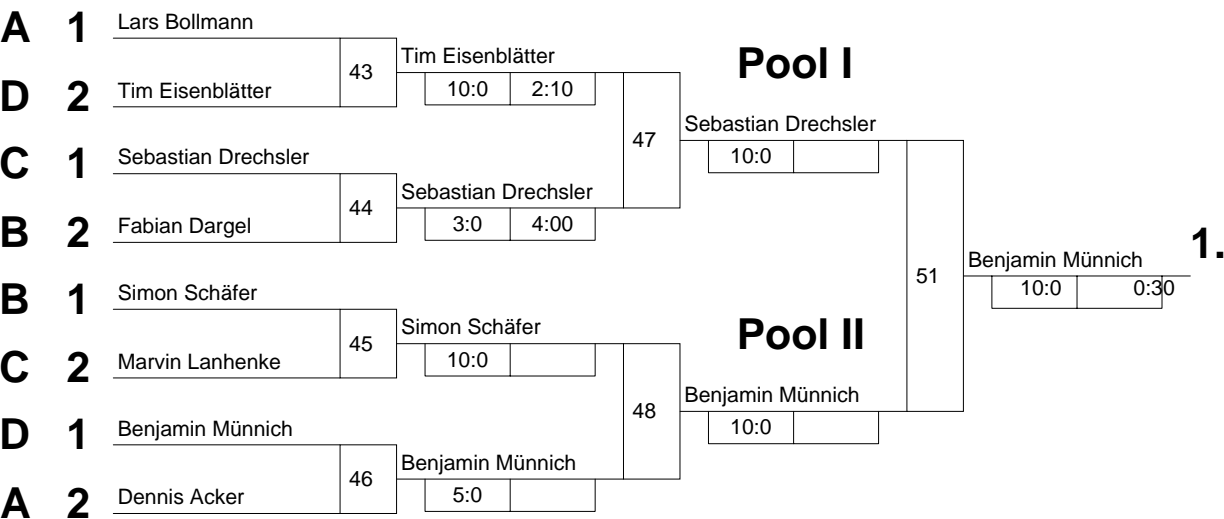 A 1 Lars Bollmann
43
Tim Eisenblätter
10:0 2:10
Pool I
D 2 Tim Eisenblätter
47
Sebastian Drechsler
10:0
C 1 Sebastian Drechsler
44
Sebastian Drechsler
3:0 4:00
B 2 Fabian Dargel
51
Benjamin Münnich
1.
10:0 0:30
B 1 Simon Schäfer
45
Simon Schäfer
10:0
Pool II
C 2 Marvin Lanhenke
48
Benjamin Münnich
10:0
D 1 Benjamin Münnich
46
Benjamin Münnich
5:0
A 2 Dennis Acker